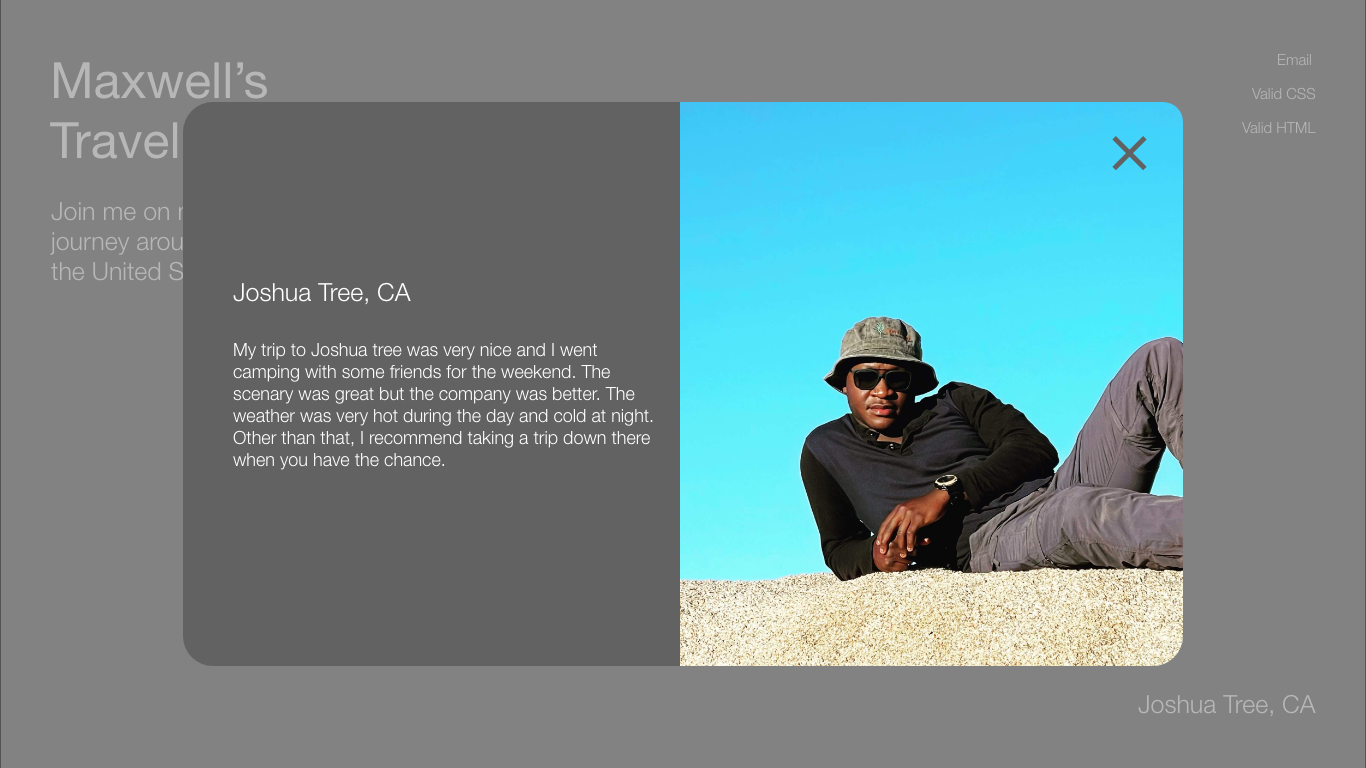 Maxwell’s
Travel
Join me on
journey arou
the United S
Email
Valid CSS
Valid HTML
Joshua Tree, CA
My trip to Joshua tree was very nice and I went
camping with some friends for the weekend. The
scenary was great but the company was better. The
weather was very hot during the day and cold at night.
Other than that, I recommend taking a trip down there
when you have the chance.
Joshua Tree, CA